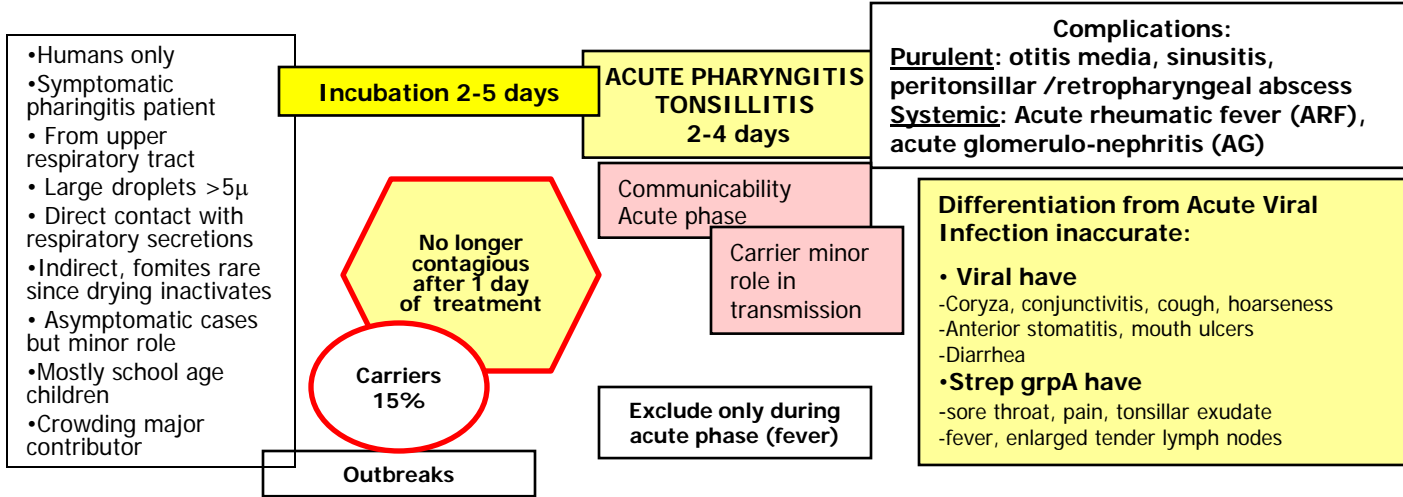 •Humans only
•Symptomatic
pharingitis patient
• From upper
respiratory tract
• Large droplets >5µ
• Direct contact with
respiratory secretions
•Indirect, fomites rare
since drying inactivates
• Asymptomatic cases
but minor role
•Mostly school age
children
•Crowding major
contributor
Incubation 2-5 days
ACUTE PHARYNGITIS
TONSILLITIS
2-4 days
Complications:
Purulent: otitis media, sinusitis,
peritonsillar /retropharyngeal abscess
Systemic: Acute rheumatic fever (ARF),
acute glomerulo-nephritis (AG)
Communicability
Acute phase
Carrier minor
role in
transmission
No longer
contagious
after 1 day
of treatment
Carriers
15%
Outbreaks
Exclude only during
acute phase (fever)
Differentiation from Acute Viral
Infection inaccurate:
• Viral have
-Coryza, conjunctivitis, cough, hoarseness
-Anterior stomatitis, mouth ulcers
-Diarrhea
•Strep grpA have
-sore throat, pain, tonsillar exudate
-fever, enlarged tender lymph nodes